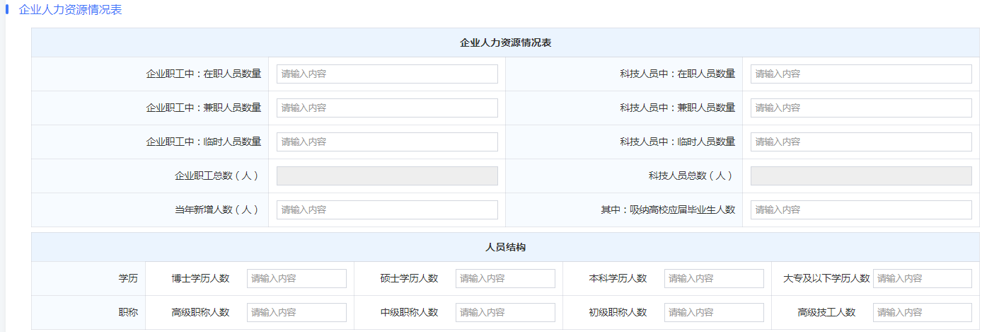 企业人力资源情况表
企业人力资源情况表
企业职工中：在职人员数量 请输入内容 科技人员中：在职人员数量 请输入内容
企业职工中：兼职人员数量 请输入内容 科技人员中：兼职人员数量 请输入内容
企业职工中：临时人员数量 请输入内容 科技人员中：临时人员数量 请输入内容
企业职工总数（人） 科技人员总数（人）
当年新增人数（人） 请输入内容 其中：吸纳高校应届毕业生人数 请输入内容
人员结构
学历 博士学历人数 请输入内容 硕士学历人数 请输入内容 本科学历人数 请输入内容 大专及以下学历人数 请输入内容
职称 高级职称人数 请输入内容 中级职称人数 请输入内容 初级职称人数 请输入内容 高级技工人数 请输入内容